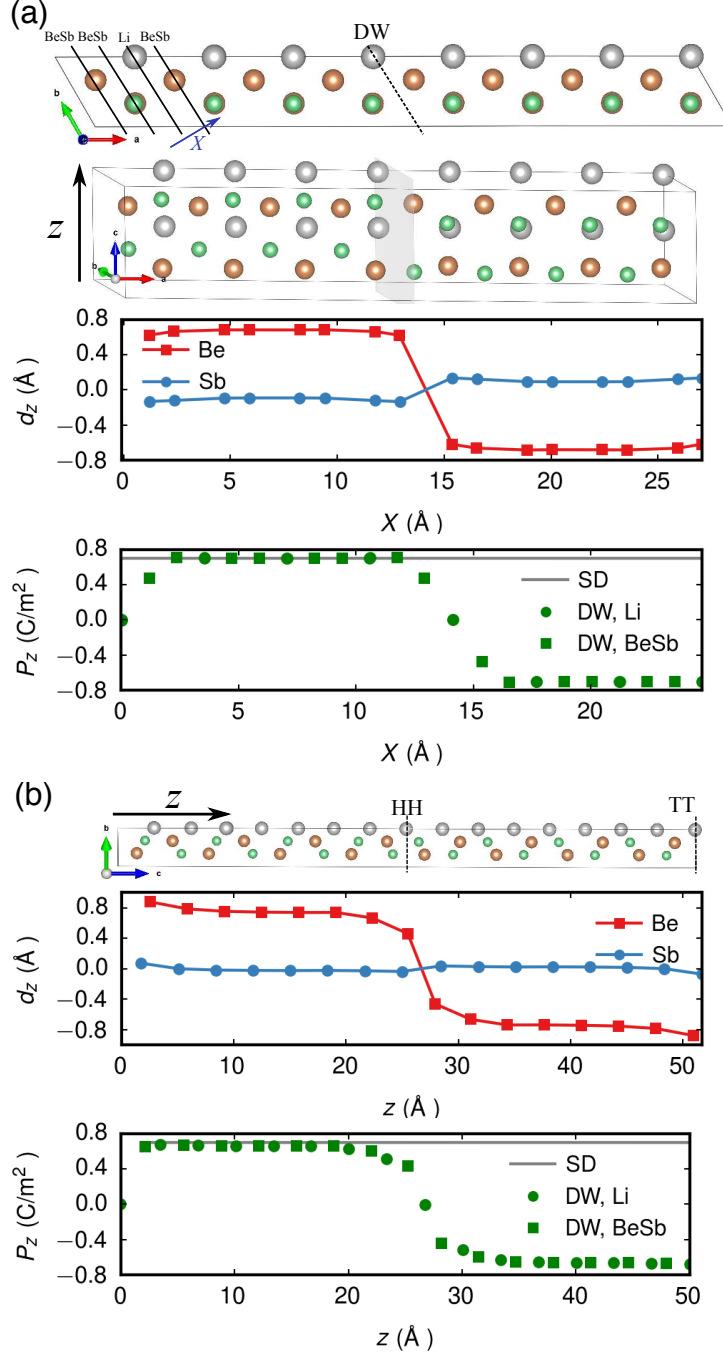 (a)
BeSb BeSb Li BeSb
DW
b
a
X
z
c
b
a
0.8
0.4
0.0
−0.4
−0.8
d_z (Å)
Be
Sb
0 5 10 15 20 25
X (Å)
0.8
0.4
0.0
−0.4
−0.8
P_z (C/m²)
SD
DW, Li
DW, BeSb
0 5 10 15 20
X (Å)
(b)
z
HH
TT
b
c
0.8
0.4
0.0
−0.4
−0.8
d_z (Å)
Be
Sb
0 10 20 30 40 50
z (Å)
0.8
0.4
0.0
−0.4
−0.8
P_z (C/m²)
SD
DW, Li
DW, BeSb
0 10 20 30 40 50
z (Å)